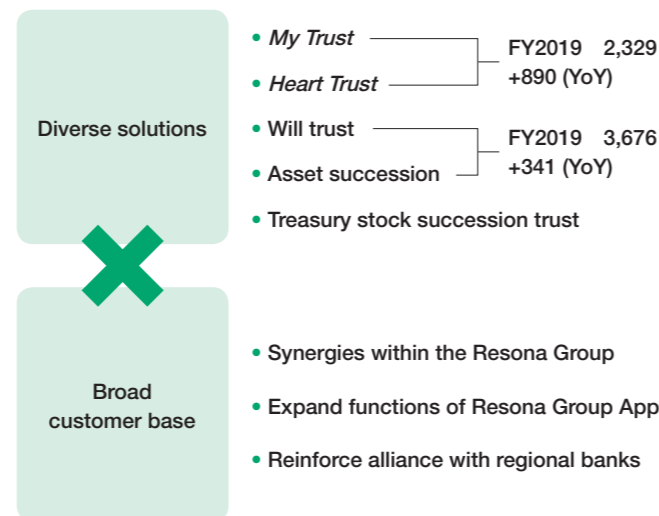 Diverse solutions
• My Trust
• Heart Trust
FY2019 2,329
+890 (YoY)
• Will trust
• Asset succession
FY2019 3,676
+341 (YoY)
• Treasury stock succession trust
Broad
customer base
• Synergies within the Resona Group
• Expand functions of Resona Group App
• Reinforce alliance with regional banks